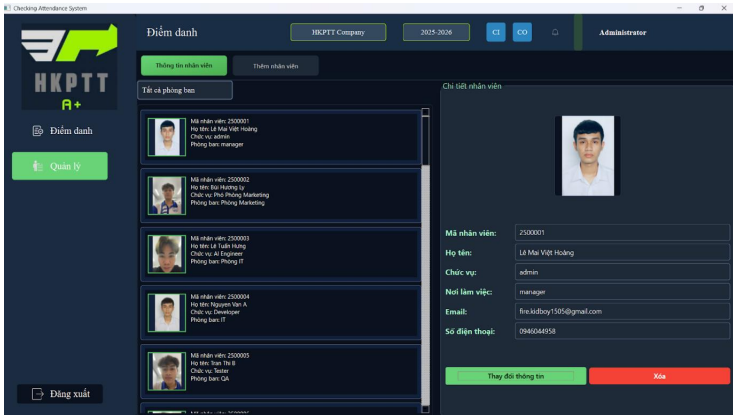 Checking Attendance System
HKPTT
A+
Điểm danh
HKPTT Company
2025-2026
CI
CO
Administrator
Điểm danh
Quản lý
Đăng xuất
Thông tin nhân viên
Thêm nhân viên
Tất cả phòng ban
Mã nhân viên: 2500001
Họ tên: Lê Mai Việt Hoàng
Chức vụ: admin
Phòng ban: manager
Mã nhân viên: 2500002
Họ tên: Bùi Hương Ly
Chức vụ: Phó Phòng Marketing
Phòng ban: Phòng Marketing
Mã nhân viên: 2500003
Họ tên: Lê Tuấn Hưng
Chức vụ: AI Engineer
Phòng ban: Phòng IT
Mã nhân viên: 2500004
Họ tên: Nguyen Van A
Chức vụ: Developer
Phòng ban: IT
Mã nhân viên: 2500005
Họ tên: Tran Thi B
Chức vụ: Tester
Phòng ban: QA
Chi tiết nhân viên
Mã nhân viên: 2500001
Họ tên: Lê Mai Việt Hoàng
Chức vụ: admin
Nơi làm việc: manager
Email: fire.kidboy1505@gmail.com
Số điện thoại: 0946044958
Thay đổi thông tin
Xóa